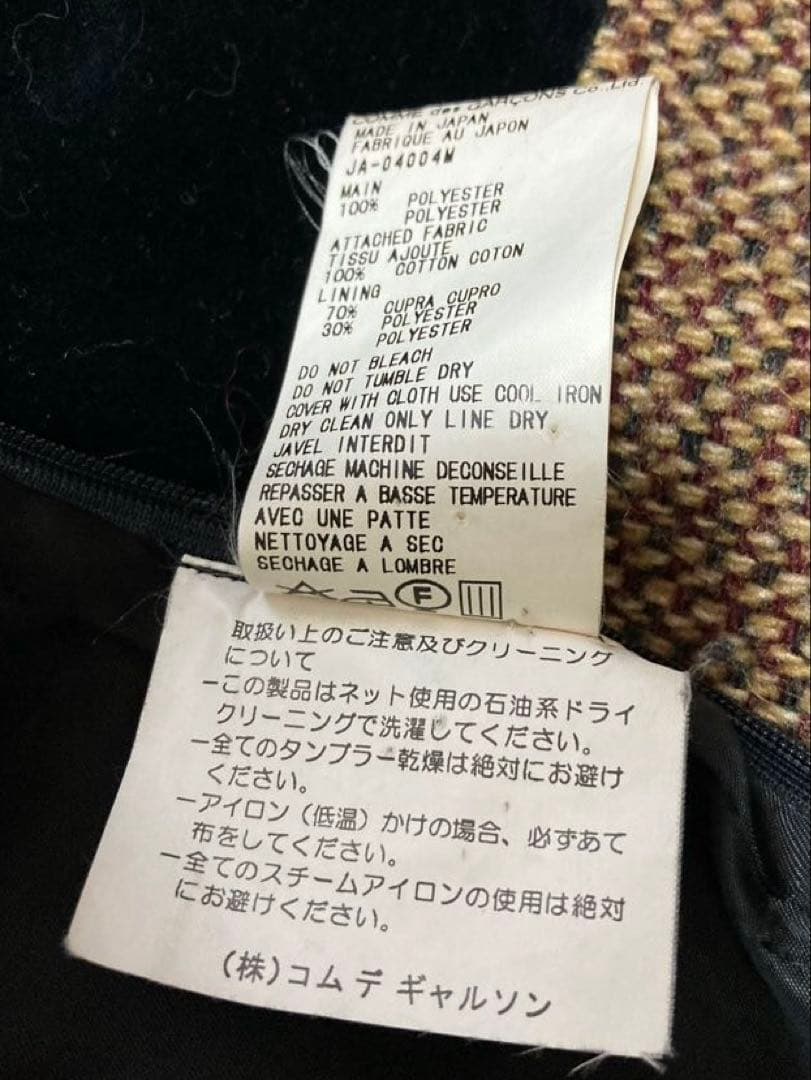 COMME des GARÇONS Co.,Ltd
MADE IN JAPAN
FABRIQUE AU JAPON
JA-04004M
MAIN
100% POLYESTER
POLYESTER
ATTACHED FABRIC
TISSU AJOUTE
100% COTTON COTON
LINING
70% CUPRA CUPRO
30% POLYESTER
POLYESTER
DO NOT BLEACH
DO NOT TUMBLE DRY
COVER WITH CLOTH USE COOL IRON
DRY CLEAN ONLY LINE DRY
JAVEL INTERDIT
SECHAGE MACHINE DECONSEILLE
REPASSER A BASSE TEMPERATURE
AVEC UNE PATTE
NETTOYAGE A SEC
SECHAGE A LOMBRE
F
取扱い上のご注意及びクリーニング
について
ーこの製品はネット使用の石油系ドライ
クリーニングで洗濯してください。
ー全てのタンブラー乾燥は絶対にお避け
ください。
ーアイロン（低温）かけの場合、必ずあて
布をしてください。
ー全てのスチームアイロンの使用は絶対
にお避けください。
（株）コム デ ギャルソン